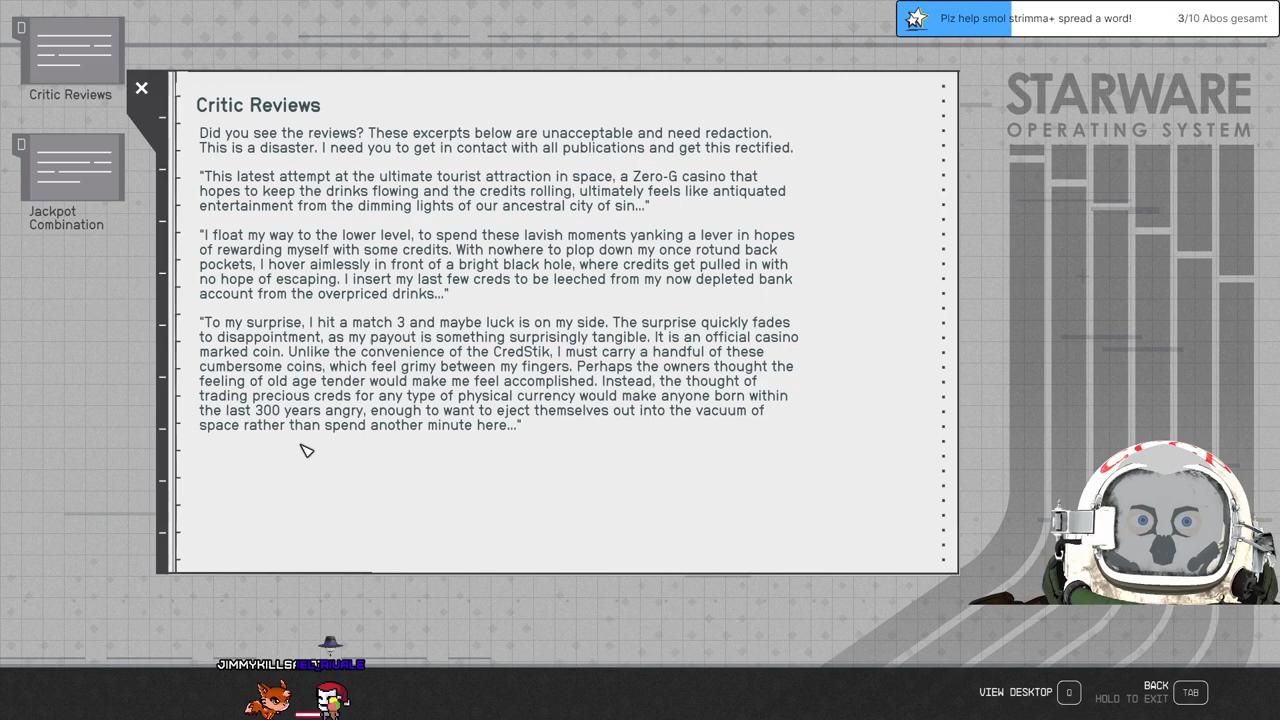 Plz help smol strimma+ spread a word!
3/10 Abos gesamt
D
Critic Reviews
D
Jackpot
Combination
STARWARE
OPERATING SYSTEM
Critic Reviews
Did you see the reviews? These excerpts below are unacceptable and need redaction.
This is a disaster. I need you to get in contact with all publications and get this rectified.
"This latest attempt at the ultimate tourist attraction in space, a Zero-G casino that
hopes to keep the drinks flowing and the credits rolling, ultimately feels like antiquated
entertainment from the dimming lights of our ancestral city of sin..."
"I float my way to the lower level, to spend these lavish moments yanking a lever in hopes
of rewarding myself with some credits. With nowhere to plop down my once rotund back
pockets, I hover aimlessly in front of a bright black hole, where credits get pulled in with
no hope of escaping. I insert my last few creds to be leeched from my now depleted bank
account from the overpriced drinks..."
"To my surprise, I hit a match 3 and maybe luck is on my side. The surprise quickly fades
to disappointment, as my payout is something surprisingly tangible. It is an official casino
marked coin. Unlike the convenience of the CredStik, I must carry a handful of these
cumbersome coins, which feel grimy between my fingers. Perhaps the owners thought the
feeling of old age tender would make me feel accomplished. Instead, the thought of
trading precious creds for any type of physical currency would make anyone born within
the last 300 years angry, enough to want to eject themselves out into the vacuum of
space rather than spend another minute here..."
VIEW DESKTOP Q
BACK
HOLD TO EXIT TAB